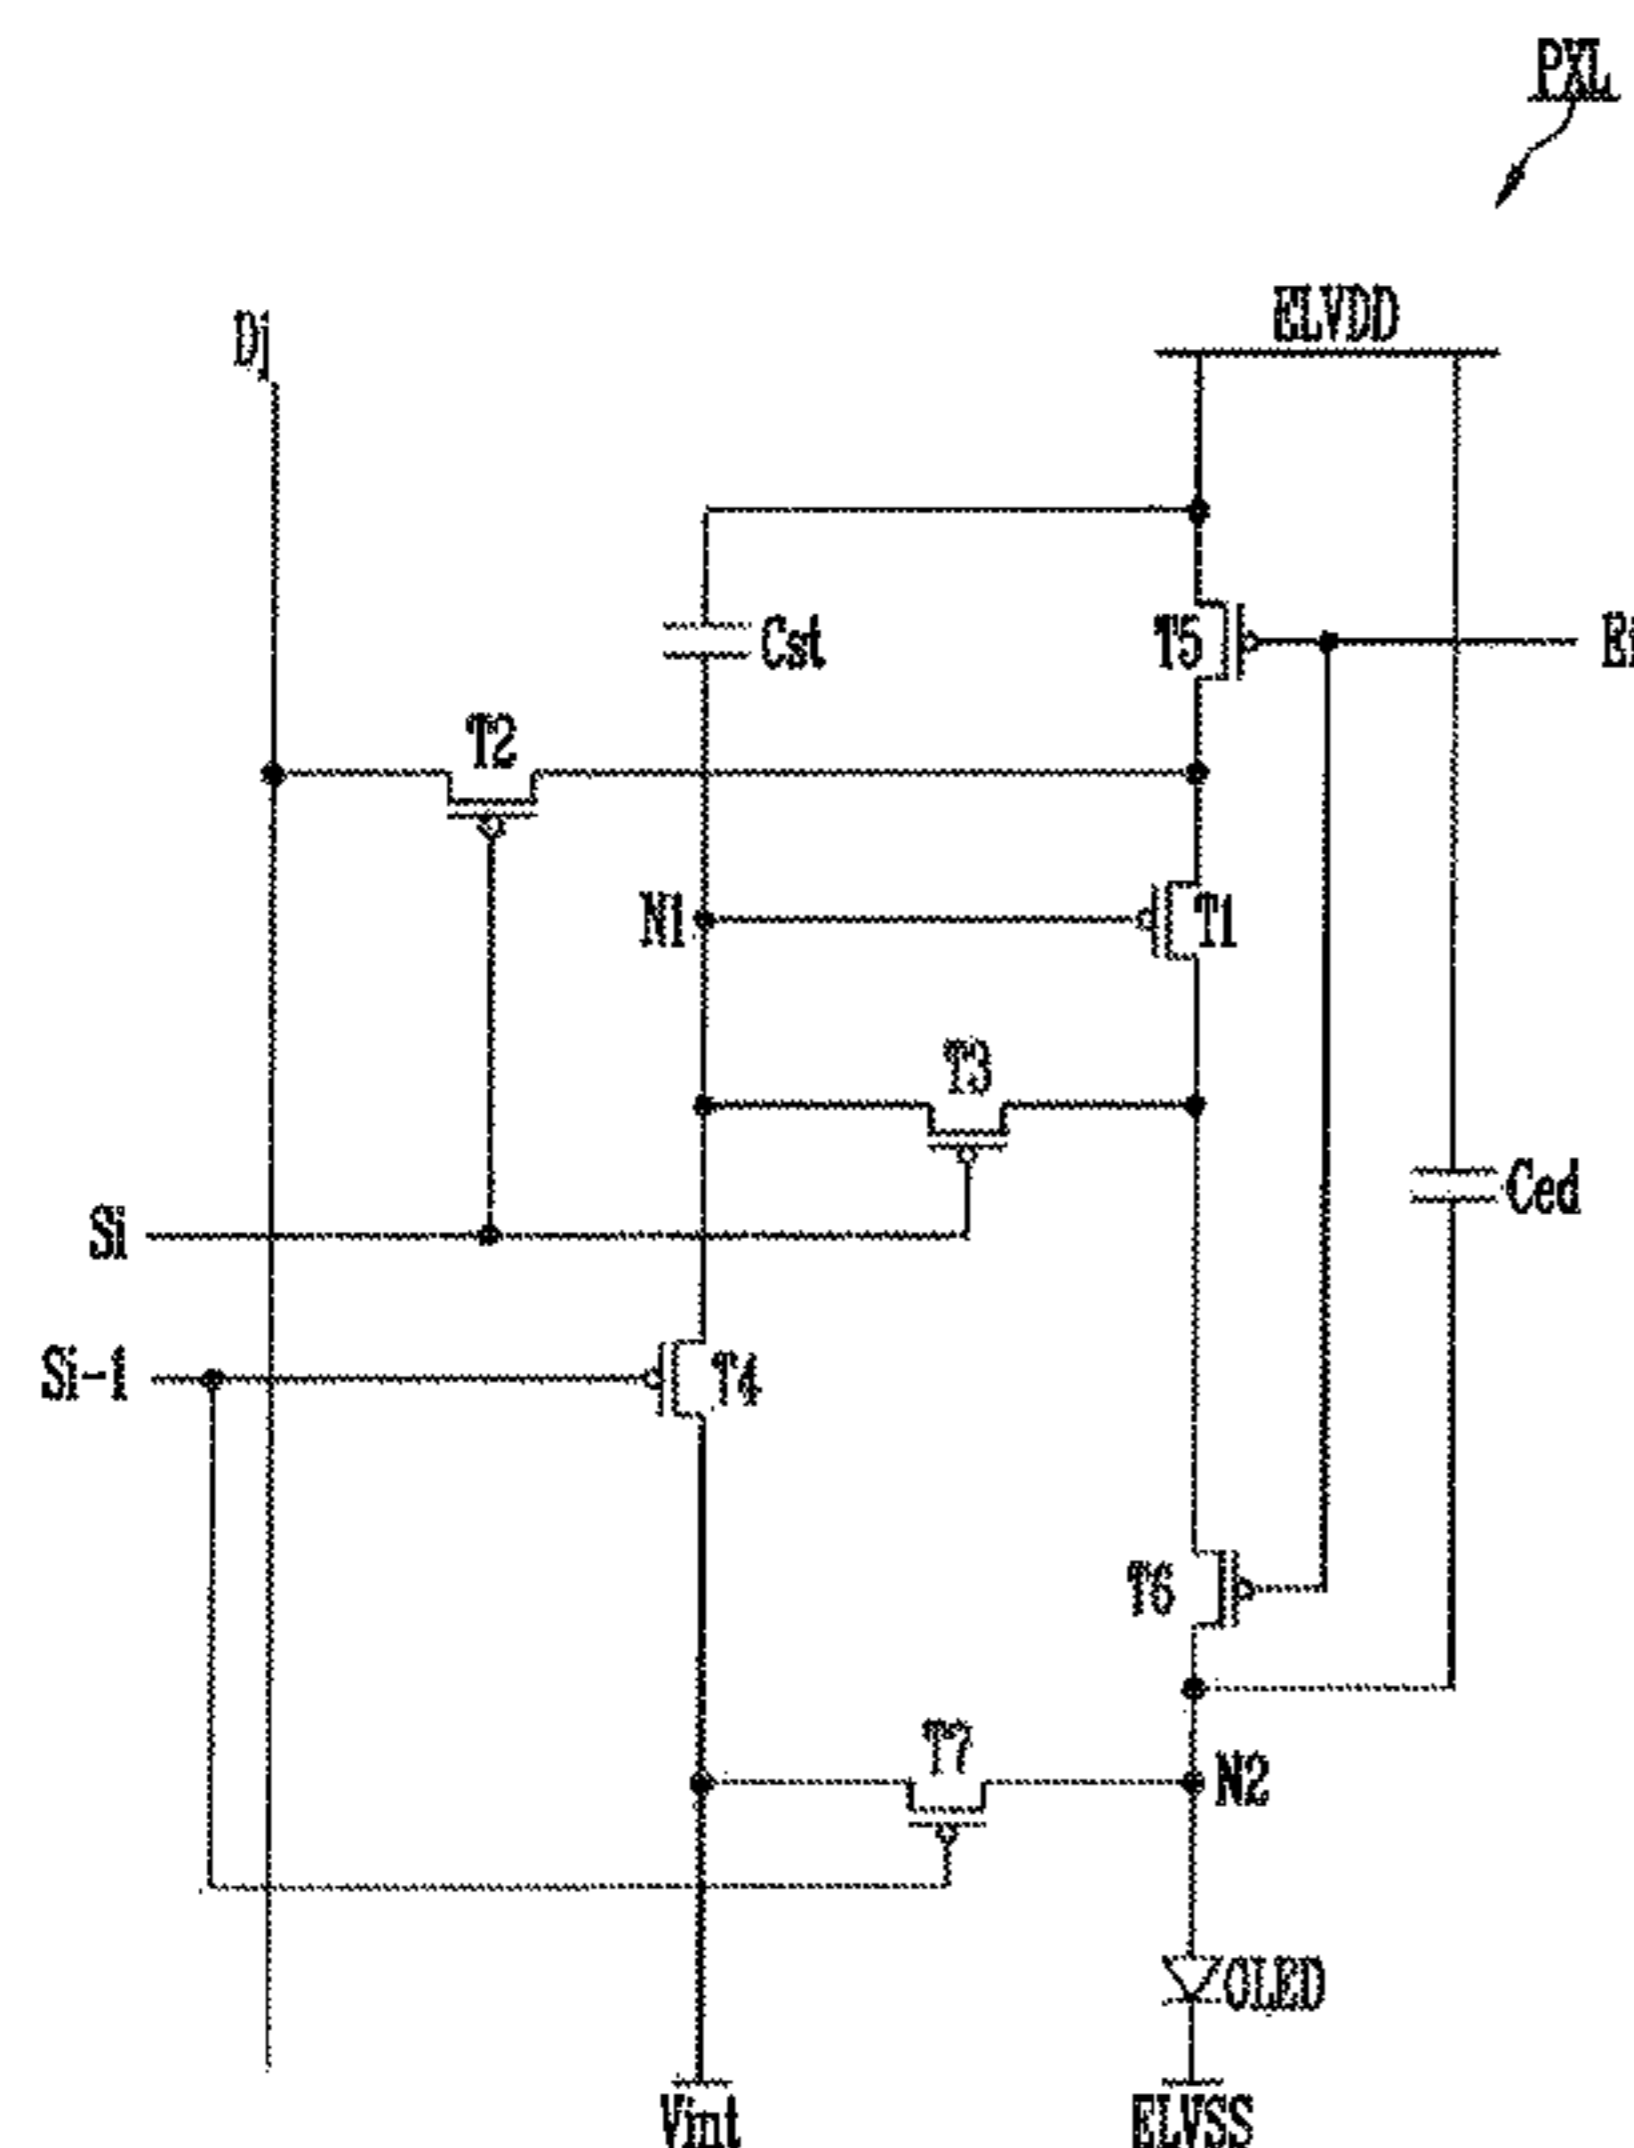 PXL
ELVDD
Dj
Cst
T5
Ei
T2
N1
T1
T3
Ced
Si
Si-1
T4
T6
T7
N2
OLED
Vint
ELVSS